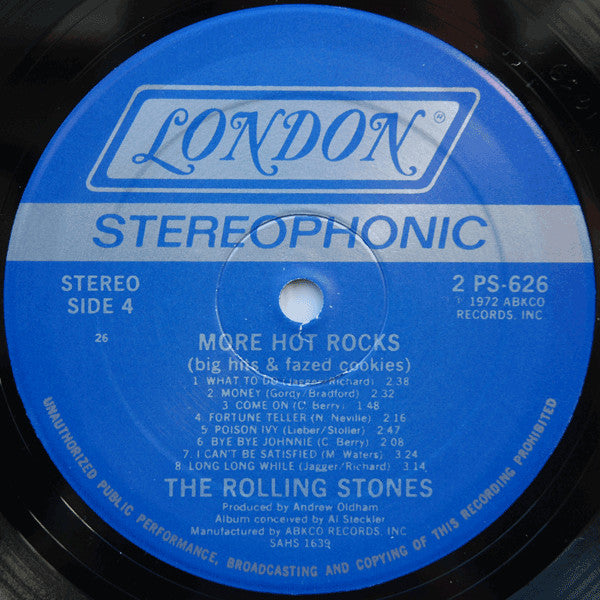 LONDON®
STEREOPHONIC
STEREO
SIDE 4
2 PS-626
℗ 1972 ABKCO
RECORDS, INC
26
MORE HOT ROCKS
(big hits & fazed cookies)
1 WHAT TO DO (Jagger/Richard) 2.38
2 MONEY (Gordy/Bradford) 2.32
3 COME ON (C. Berry) 1.48
4 FORTUNE TELLER (N. Neville) 2.16
5 POISON IVY (Lieber/Stoller) 2.47
6 BYE BYE JOHNNIE (C. Berry) 2.08
7 I CAN'T BE SATISFIED (M. Waters) 3.24
8 LONG LONG WHILE (Jagger/Richard) 3.14
THE ROLLING STONES
Produced by Andrew Oldham
Album conceived by Al Steckler
Manufactured by ABKCO RECORDS, INC
SAHS 1639
UNAUTHORIZED PUBLIC PERFORMANCE, BROADCASTING AND COPYING OF THIS RECORDING PROHIBITED